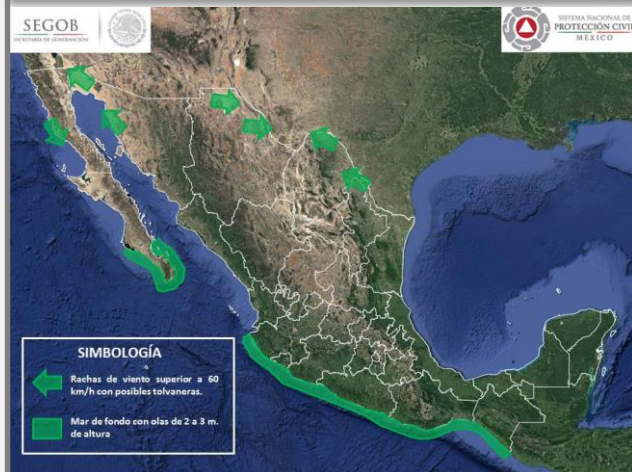 SEGOB
SECRETARÍA DE GOBERNACIÓN
SISTEMA NACIONAL DE
PROTECCIÓN CIVIL
MÉXICO
SIMBOLOGÍA
Rachas de viento superior a 60
km/h con posibles tolvaneras.
Mar de fondo con olas de 2 a 3 m.
de altura